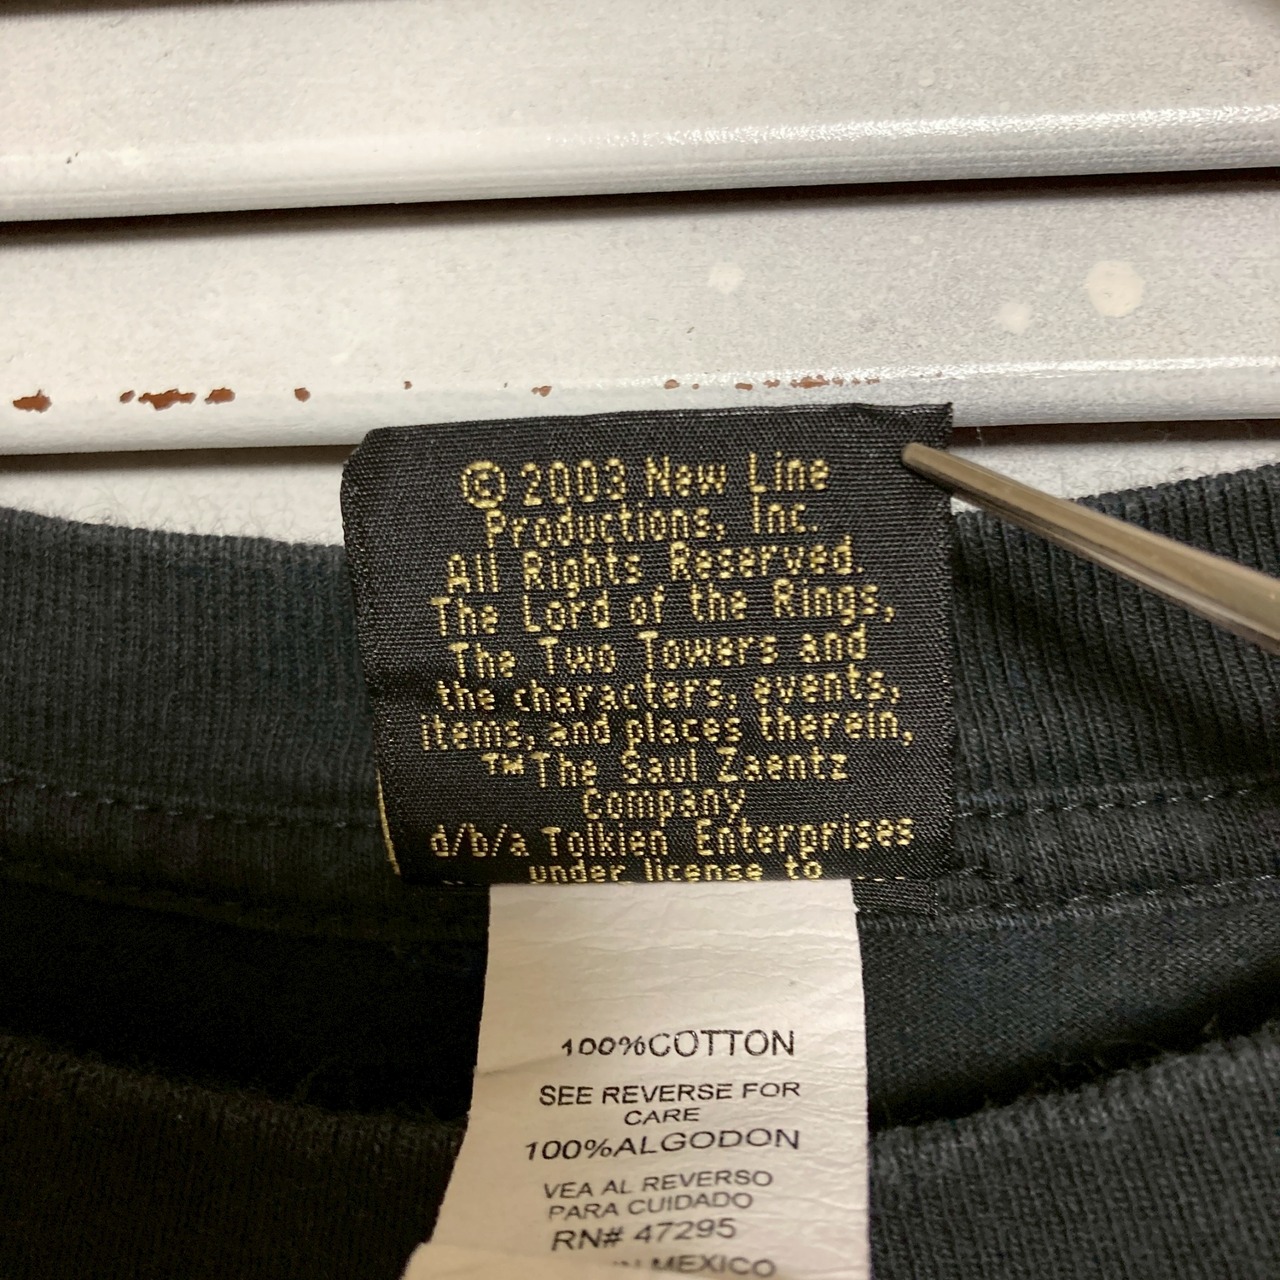 © 2003 New Line
Productions, Inc.
All Rights Reserved.
The Lord of the Rings,
The Two Towers and
the characters, events,
items, and places therein,
™ The Saul Zaentz
Company
d/b/a Tolkien Enterprises
under license to
100%COTTON
SEE REVERSE FOR
CARE
100%ALGODON
VEA AL REVERSO
PARA CUIDADO
RN# 47295
IN MEXICO